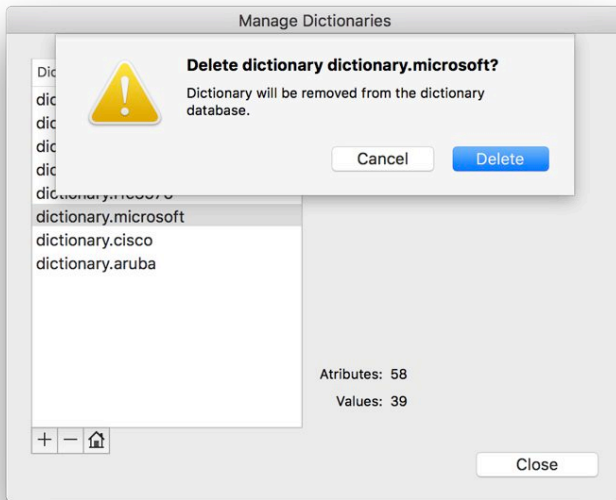 Manage Dictionaries
Delete dictionary dictionary.microsoft?
Dictionary will be removed from the dictionary
database.
Cancel
Delete
dictionary.microsoft
dictionary.cisco
dictionary.aruba
Atributes: 58
Values: 39
Close